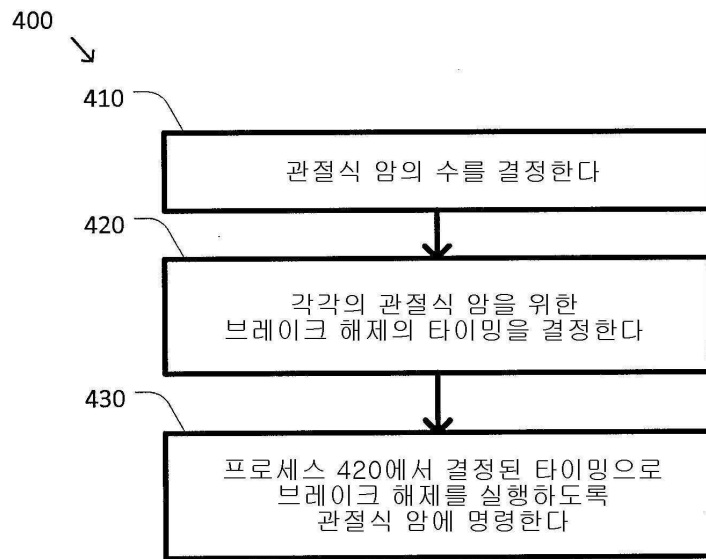 400
410
관절식 암의 수를 결정한다
420
각각의 관절식 암을 위한
브레이크 해제의 타이밍을 결정한다
430
프로세스 420에서 결정된 타이밍으로
브레이크 해제를 실행하도록
관절식 암에 명령한다